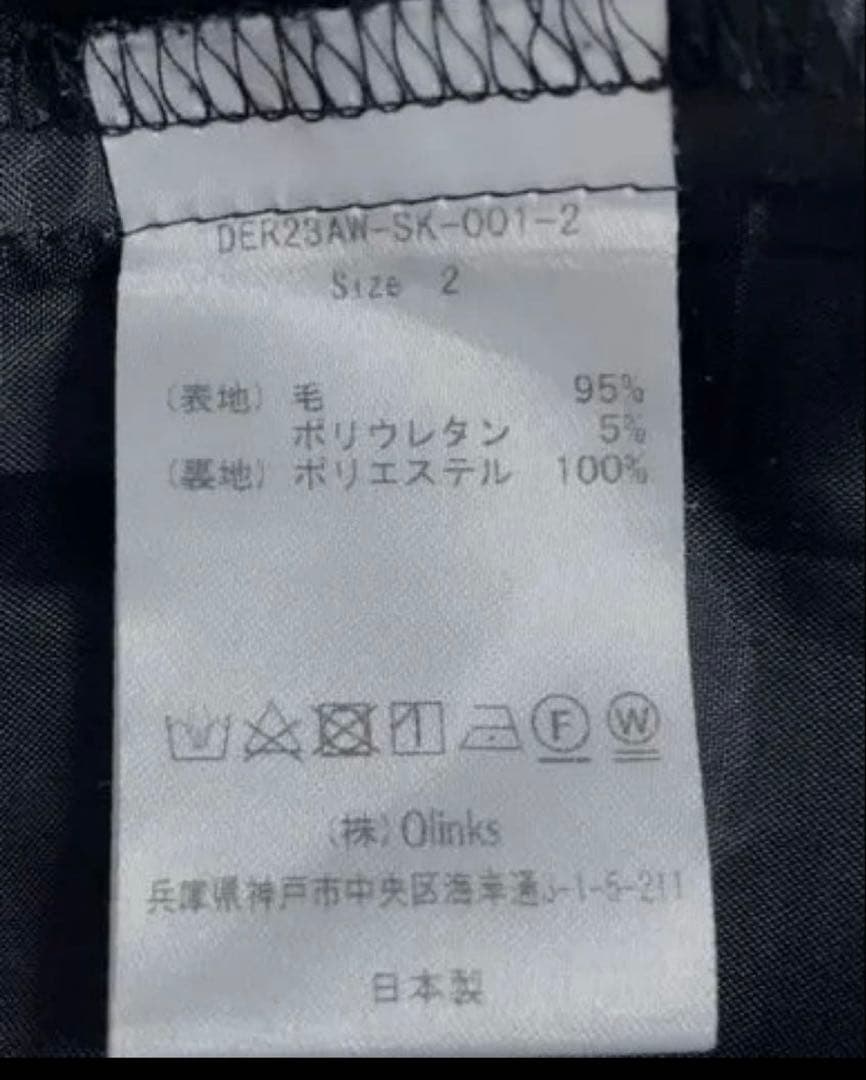 DER23AW-SK-001-2
Size 2
(表地) 毛 95%
ポリウレタン 5%
(裏地) ポリエステル 100%
F W
(株) Olinks
兵庫県神戸市中央区海岸通3-1-5-211
日本製